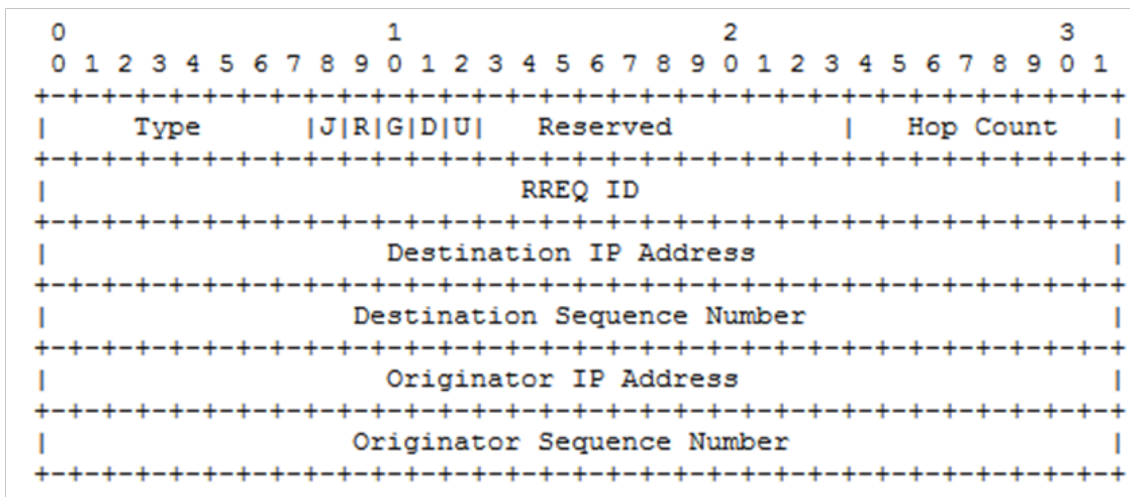 0                   1                   2                   3
 0 1 2 3 4 5 6 7 8 9 0 1 2 3 4 5 6 7 8 9 0 1 2 3 4 5 6 7 8 9 0 1
+-+-+-+-+-+-+-+-+-+-+-+-+-+-+-+-+-+-+-+-+-+-+-+-+-+-+-+-+-+-+-+-+
|     Type      |J|R|G|D|U|   Reserved          |   Hop Count   |
+-+-+-+-+-+-+-+-+-+-+-+-+-+-+-+-+-+-+-+-+-+-+-+-+-+-+-+-+-+-+-+-+
|                            RREQ ID                            |
+-+-+-+-+-+-+-+-+-+-+-+-+-+-+-+-+-+-+-+-+-+-+-+-+-+-+-+-+-+-+-+-+
|                    Destination IP Address                     |
+-+-+-+-+-+-+-+-+-+-+-+-+-+-+-+-+-+-+-+-+-+-+-+-+-+-+-+-+-+-+-+-+
|                  Destination Sequence Number                  |
+-+-+-+-+-+-+-+-+-+-+-+-+-+-+-+-+-+-+-+-+-+-+-+-+-+-+-+-+-+-+-+-+
|                    Originator IP Address                      |
+-+-+-+-+-+-+-+-+-+-+-+-+-+-+-+-+-+-+-+-+-+-+-+-+-+-+-+-+-+-+-+-+
|                  Originator Sequence Number                   |
+-+-+-+-+-+-+-+-+-+-+-+-+-+-+-+-+-+-+-+-+-+-+-+-+-+-+-+-+-+-+-+-+